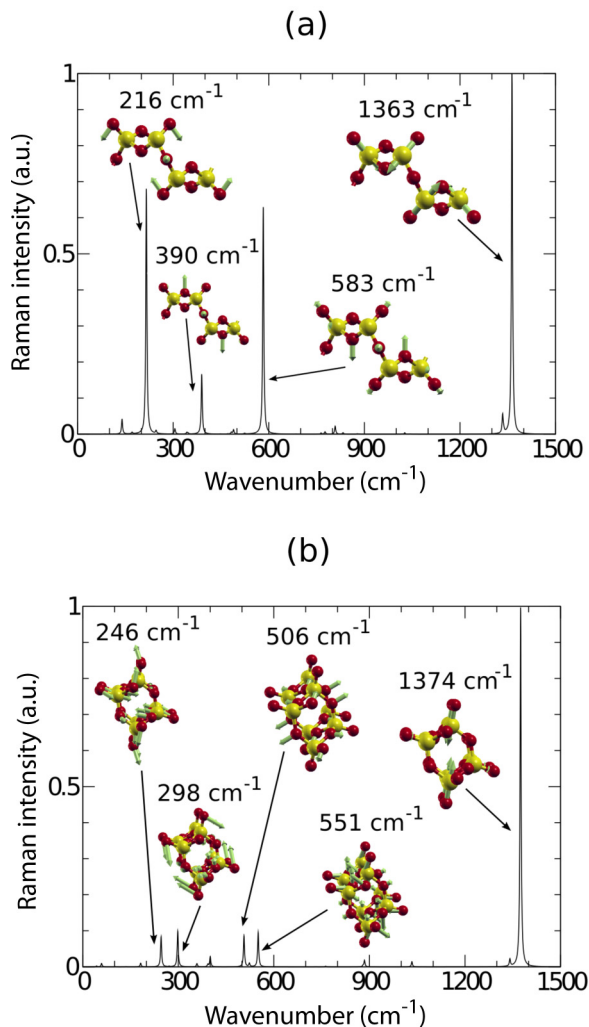 (a)
Raman intensity (a.u.)
1
0.5
0
216 cm⁻¹
1363 cm⁻¹
390 cm⁻¹
583 cm⁻¹
0 300 600 900 1200 1500
Wavenumber (cm⁻¹)
(b)
Raman intensity (a.u.)
1
0.5
0
246 cm⁻¹
506 cm⁻¹
1374 cm⁻¹
298 cm⁻¹
551 cm⁻¹
0 300 600 900 1200 1500
Wavenumber (cm⁻¹)